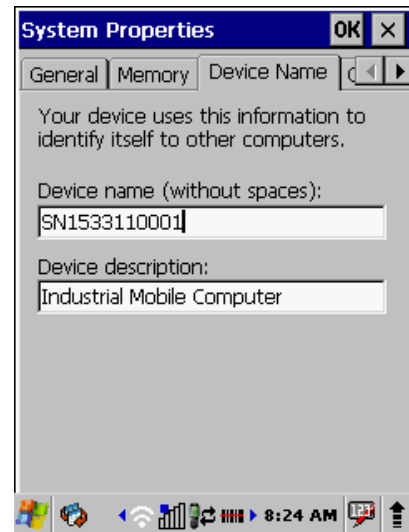 System Properties OK ×
General Memory Device Name
Your device uses this information to
identify itself to other computers.
Device name (without spaces):
SN1533110001
Device description:
Industrial Mobile Computer
8:24 AM 123